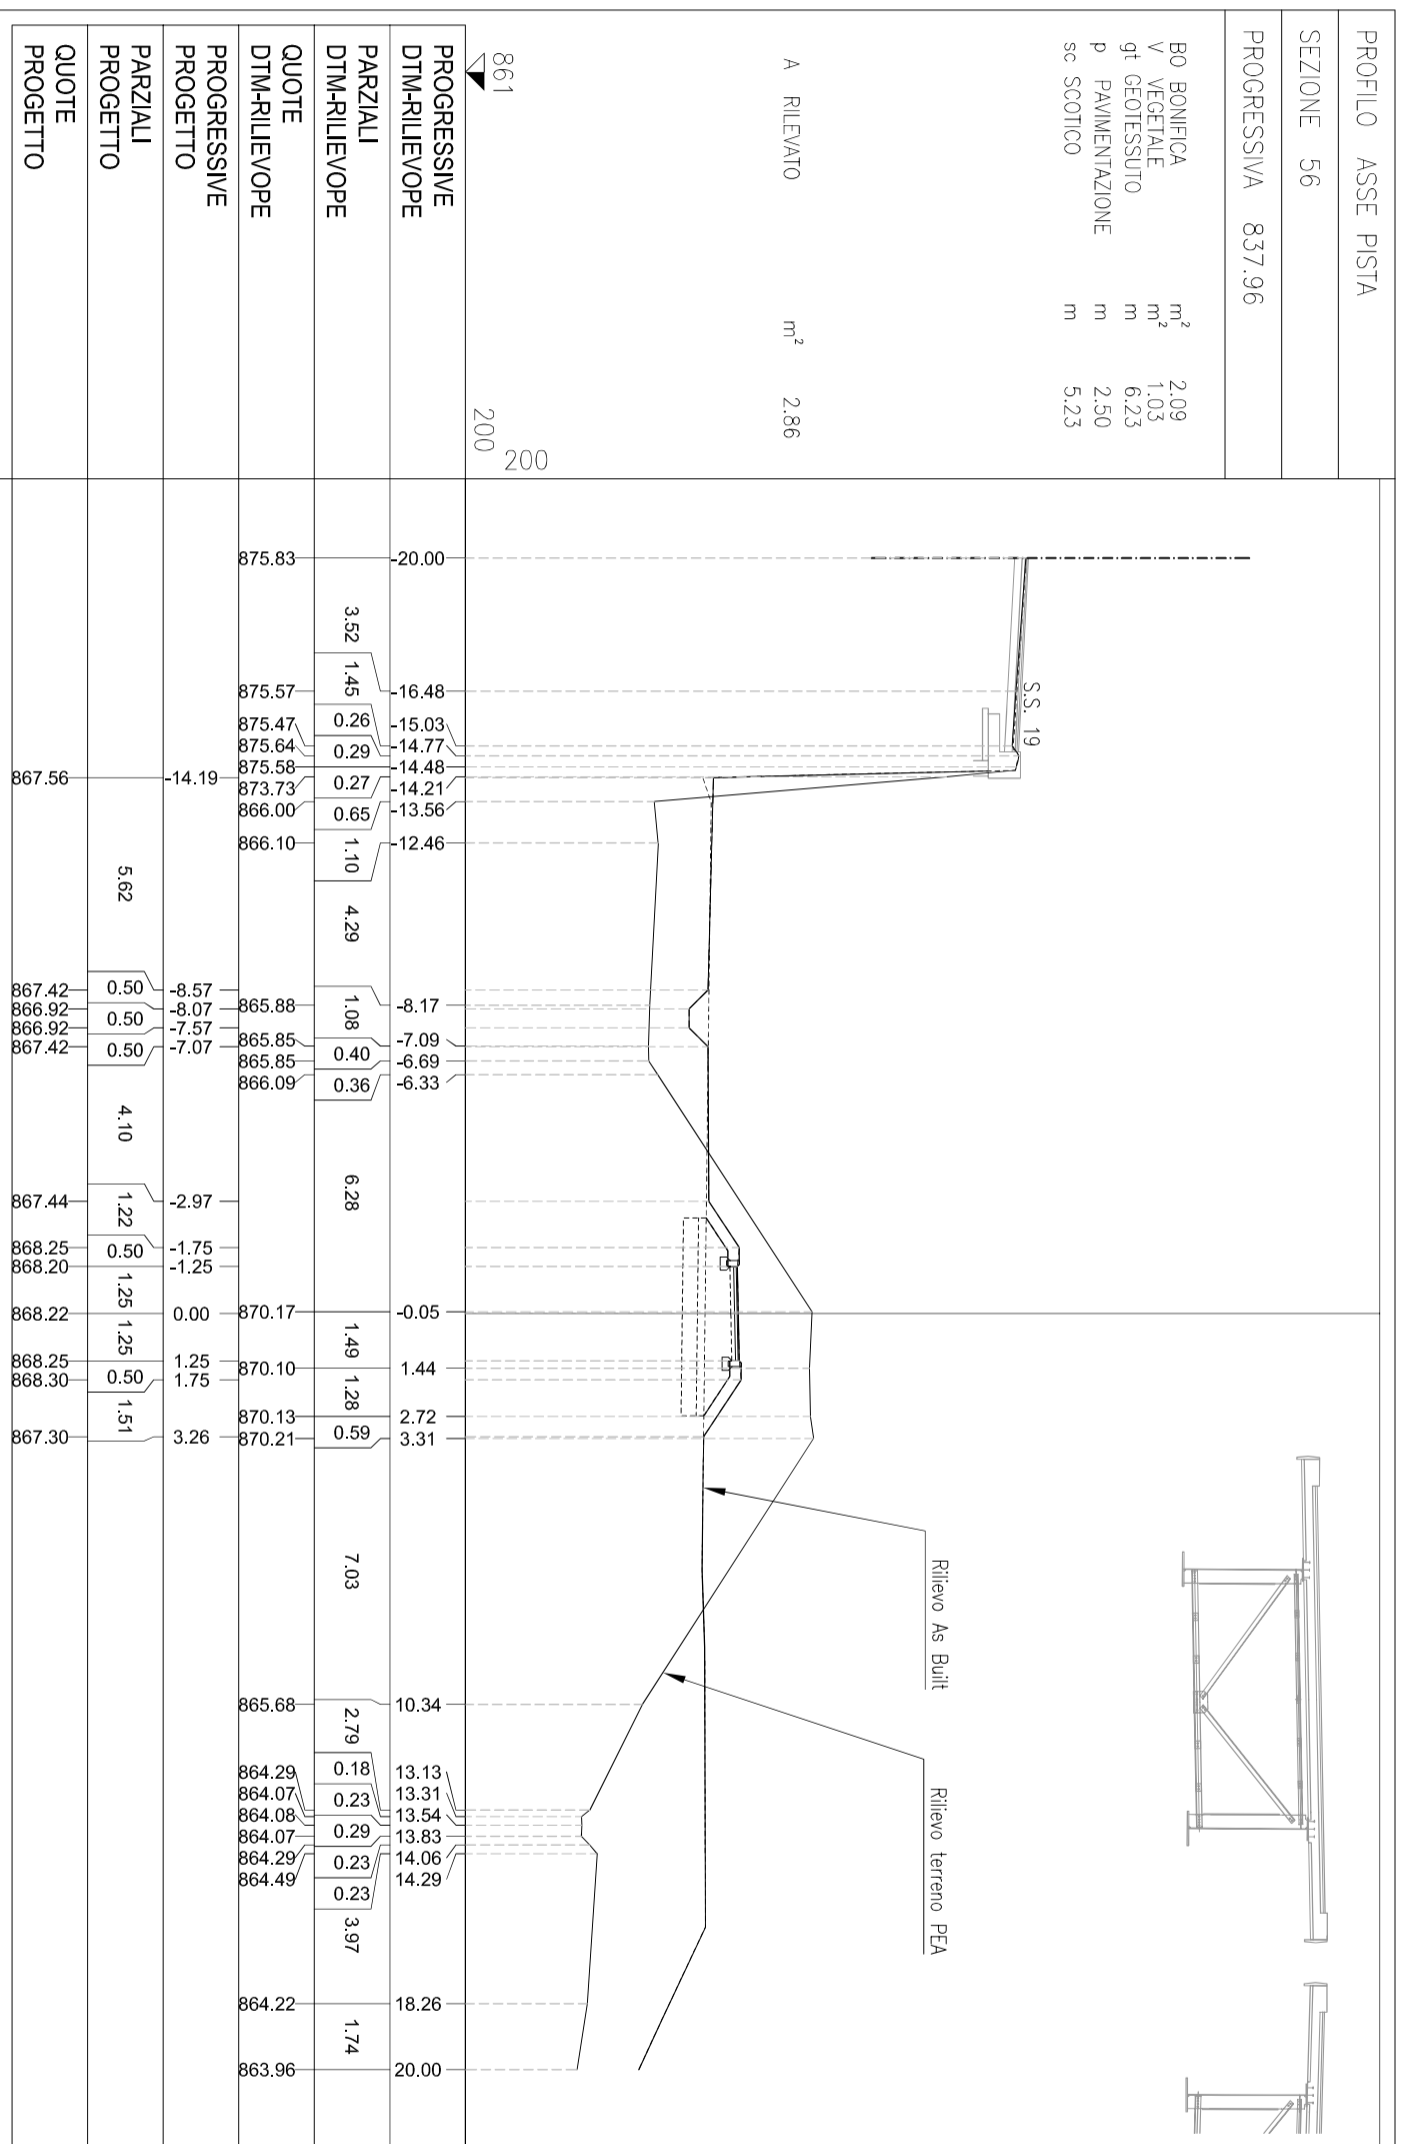 PROFILO ASSE PISTA
SEZIONE 56
PROGRESSIVA 837.96
BO BONIFICA m² 2.09
V VEGETALE m² 1.03
gt GEOTESSUTO m 6.23
p PAVIMENTAZIONE m 2.50
sc SCOTICO m 5.23
A RILEVATO m² 2.86
S.S. 19
Rilievo As Built
Rilievo terreno PEA
861
200
200
PROGRESSIVE
DTM-RILIEVOPE
-20.00 -16.48 -15.03 -14.77 -14.48 -14.21 -13.56 -12.46 -8.17 -7.09 -6.69 -6.33 -0.05 1.44 2.72 3.31 10.34 13.13 13.31 13.54 13.83 14.06 14.29 18.26 20.00
PARZIALI
DTM-RILIEVOPE
3.52 1.45 0.26 0.29 0.27 0.65 1.10 4.29 1.08 0.40 0.36 6.28 1.49 1.28 0.59 7.03 2.79 0.18 0.23 0.29 0.23 0.23 3.97 1.74
QUOTE
DTM-RILIEVOPE
875.83 875.57 875.47 875.64 875.58 873.73 866.00 866.10 865.88 865.85 865.85 866.09 870.17 870.10 870.13 870.21 865.68 864.29 864.07 864.08 864.07 864.29 864.49 864.22 863.96
PROGRESSIVE
PROGETTO
-14.19 -8.57 -8.07 -7.57 -7.07 -2.97 -1.75 -1.25 0.00 1.25 1.75 3.26
PARZIALI
PROGETTO
5.62 0.50 0.50 0.50 4.10 1.22 0.50 1.25 1.25 0.50 1.51
QUOTE
PROGETTO
867.56 867.42 866.92 866.92 867.42 867.44 868.25 868.20 868.22 868.25 868.30 867.30